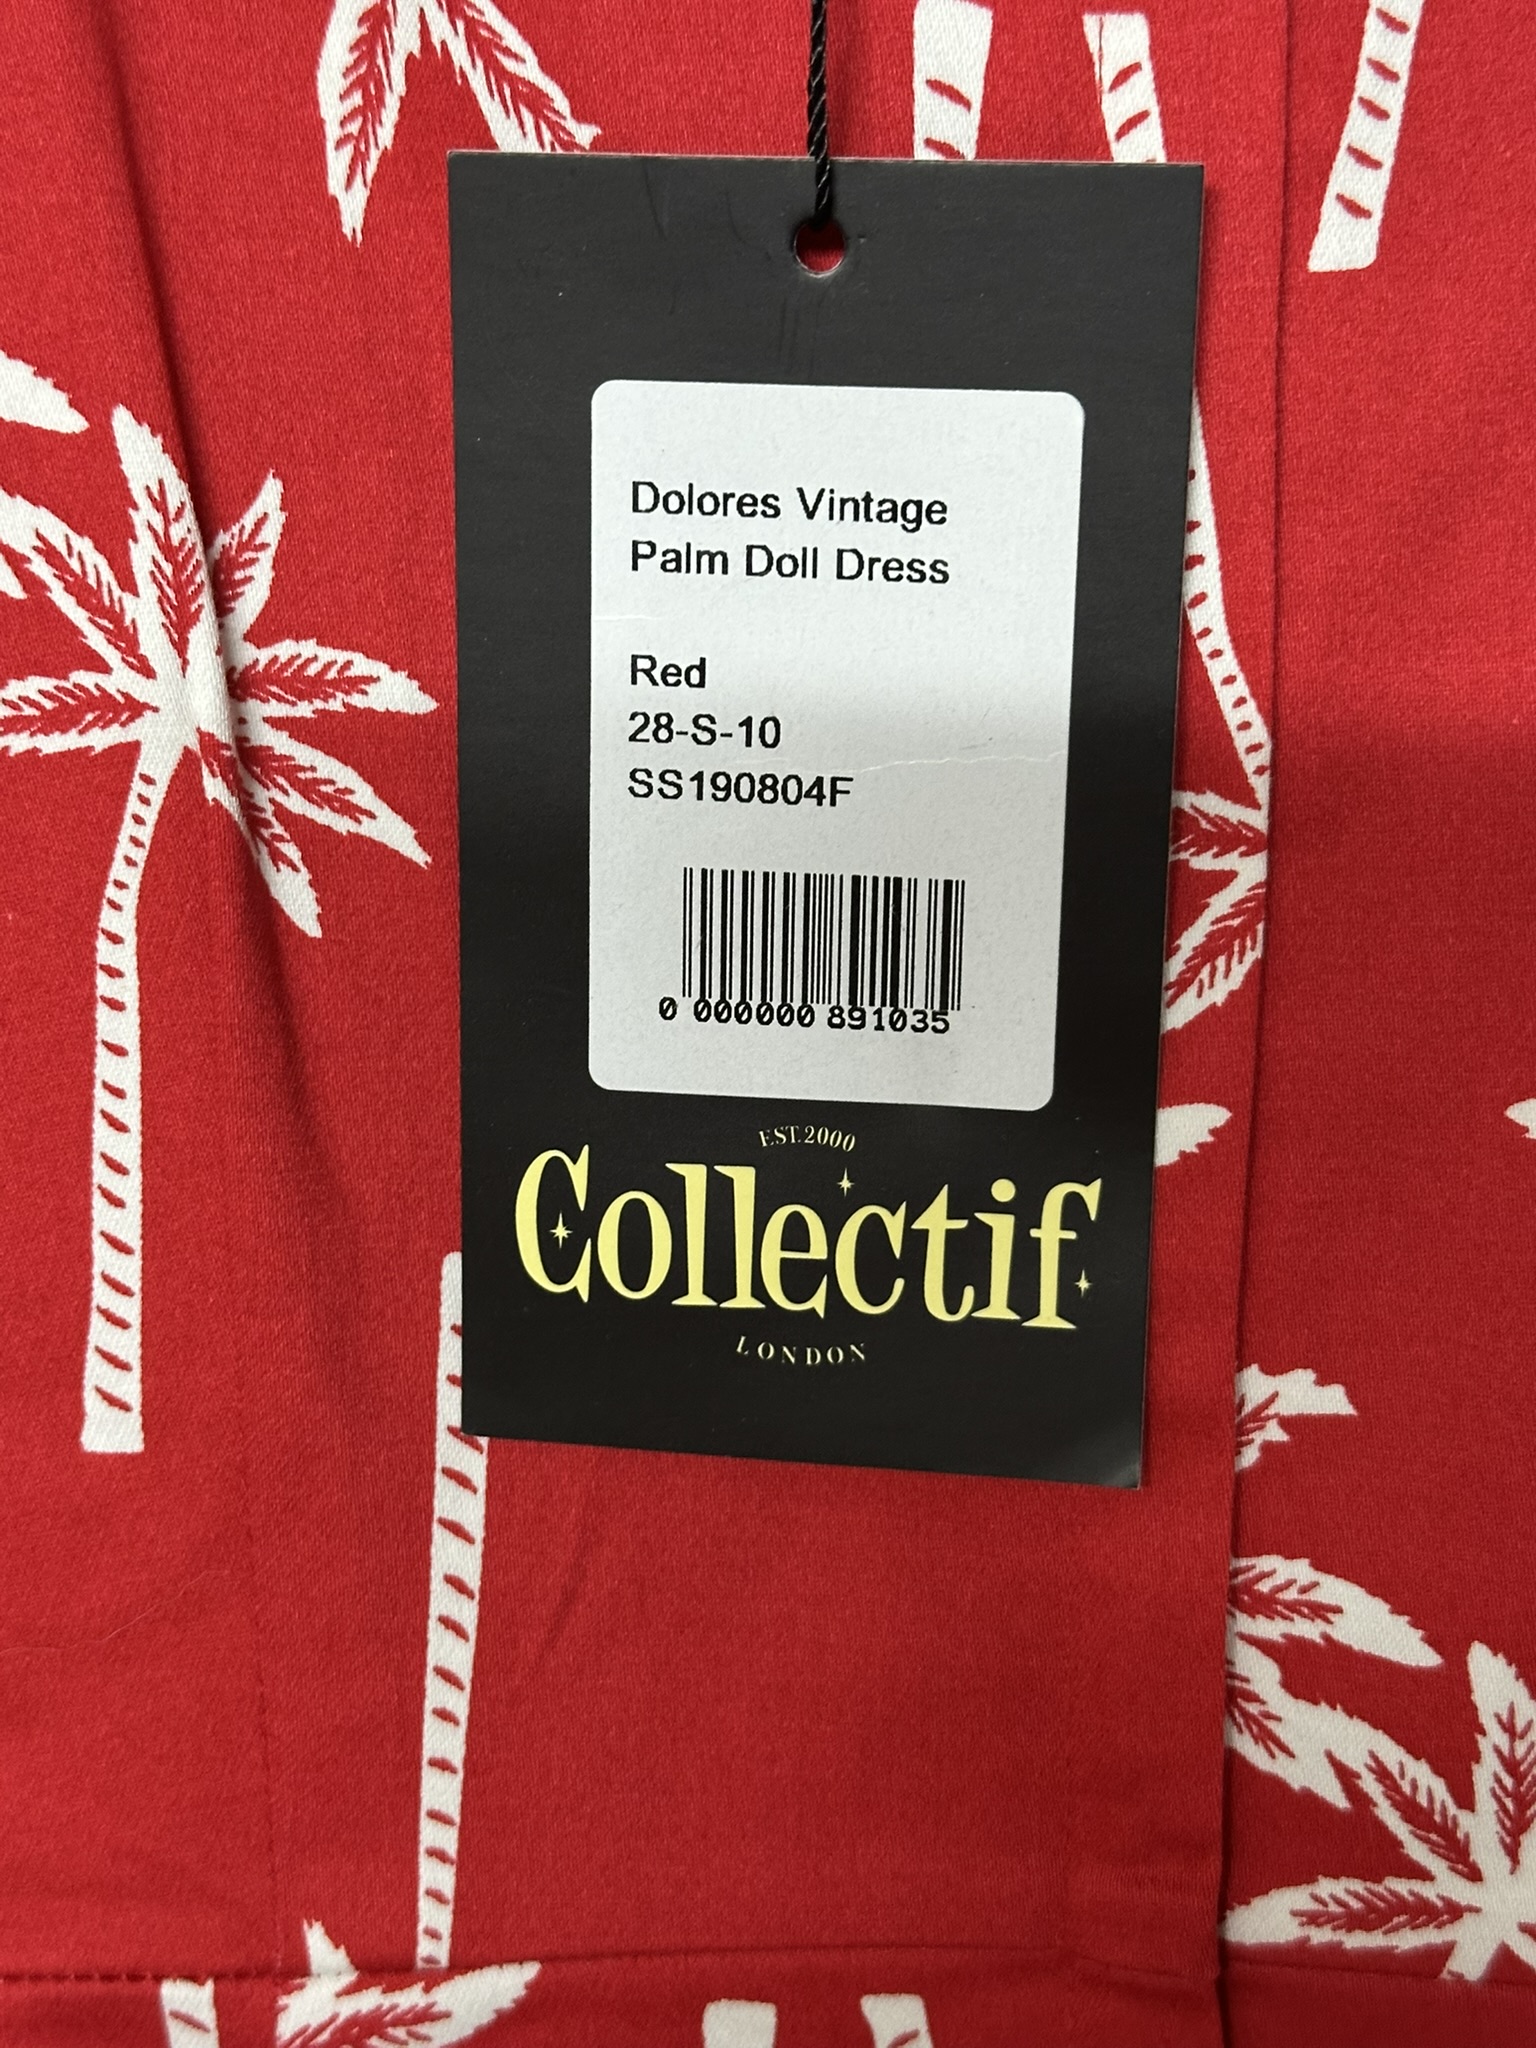 Dolores Vintage
Palm Doll Dress
Red
28-S-10
SS190804F
0 000000 891035
EST. 2000
Collectif
LONDON